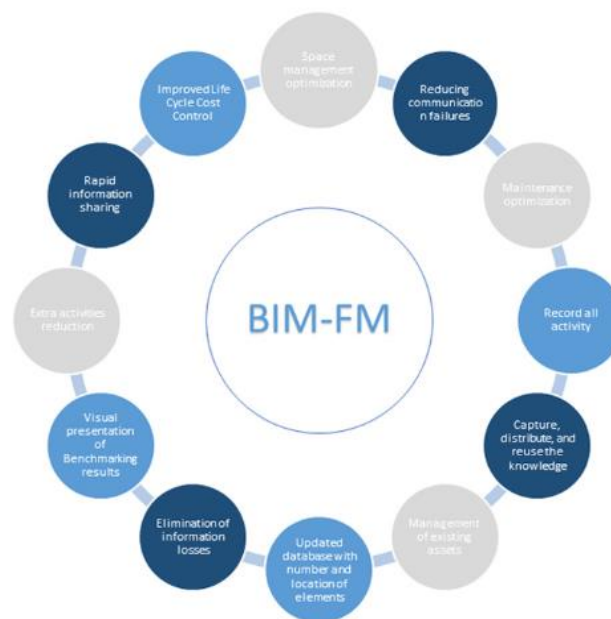 Space
management
optimization
Reducing
communicatio
n failures
Maintenance
optimization
Record all
activity
Capture,
distribute, and
reuse the
knowledge
Management
of existing
assets
Updated
database with
number and
location of
elements
Elimination of
information
losses
Visual
presentation
of
Benchmarking
results
Extra activities
reduction
Rapid
information
sharing
Improved Life
Cycle Cost
Control
BIM-FM